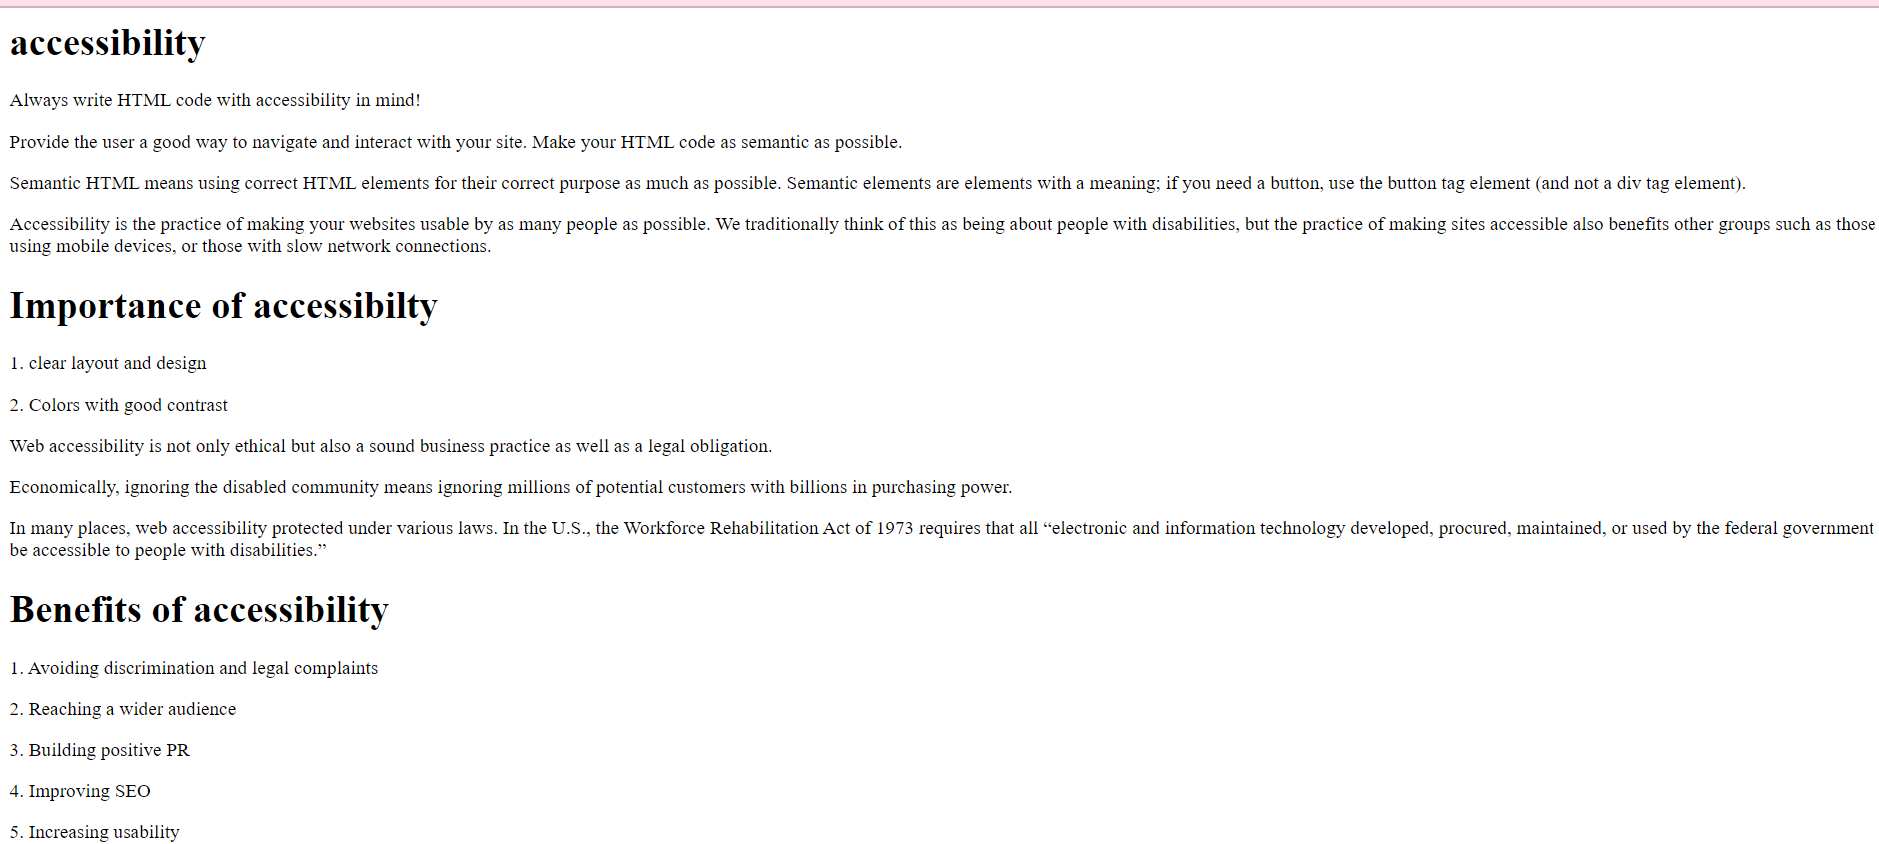 accessibility
Always write HTML code with accessibility in mind!
Provide the user a good way to navigate and interact with your site. Make your HTML code as semantic as possible.
Semantic HTML means using correct HTML elements for their correct purpose as much as possible. Semantic elements are elements with a meaning; if you need a button, use the button tag element (and not a div tag element).
Accessibility is the practice of making your websites usable by as many people as possible. We traditionally think of this as being about people with disabilities, but the practice of making sites accessible also benefits other groups such as those
using mobile devices, or those with slow network connections.
Importance of accessibilty
1. clear layout and design
2. Colors with good contrast
Web accessibility is not only ethical but also a sound business practice as well as a legal obligation.
Economically, ignoring the disabled community means ignoring millions of potential customers with billions in purchasing power.
In many places, web accessibility protected under various laws. In the U.S., the Workforce Rehabilitation Act of 1973 requires that all “electronic and information technology developed, procured, maintained, or used by the federal government
be accessible to people with disabilities.”
Benefits of accessibility
1. Avoiding discrimination and legal complaints
2. Reaching a wider audience
3. Building positive PR
4. Improving SEO
5. Increasing usability